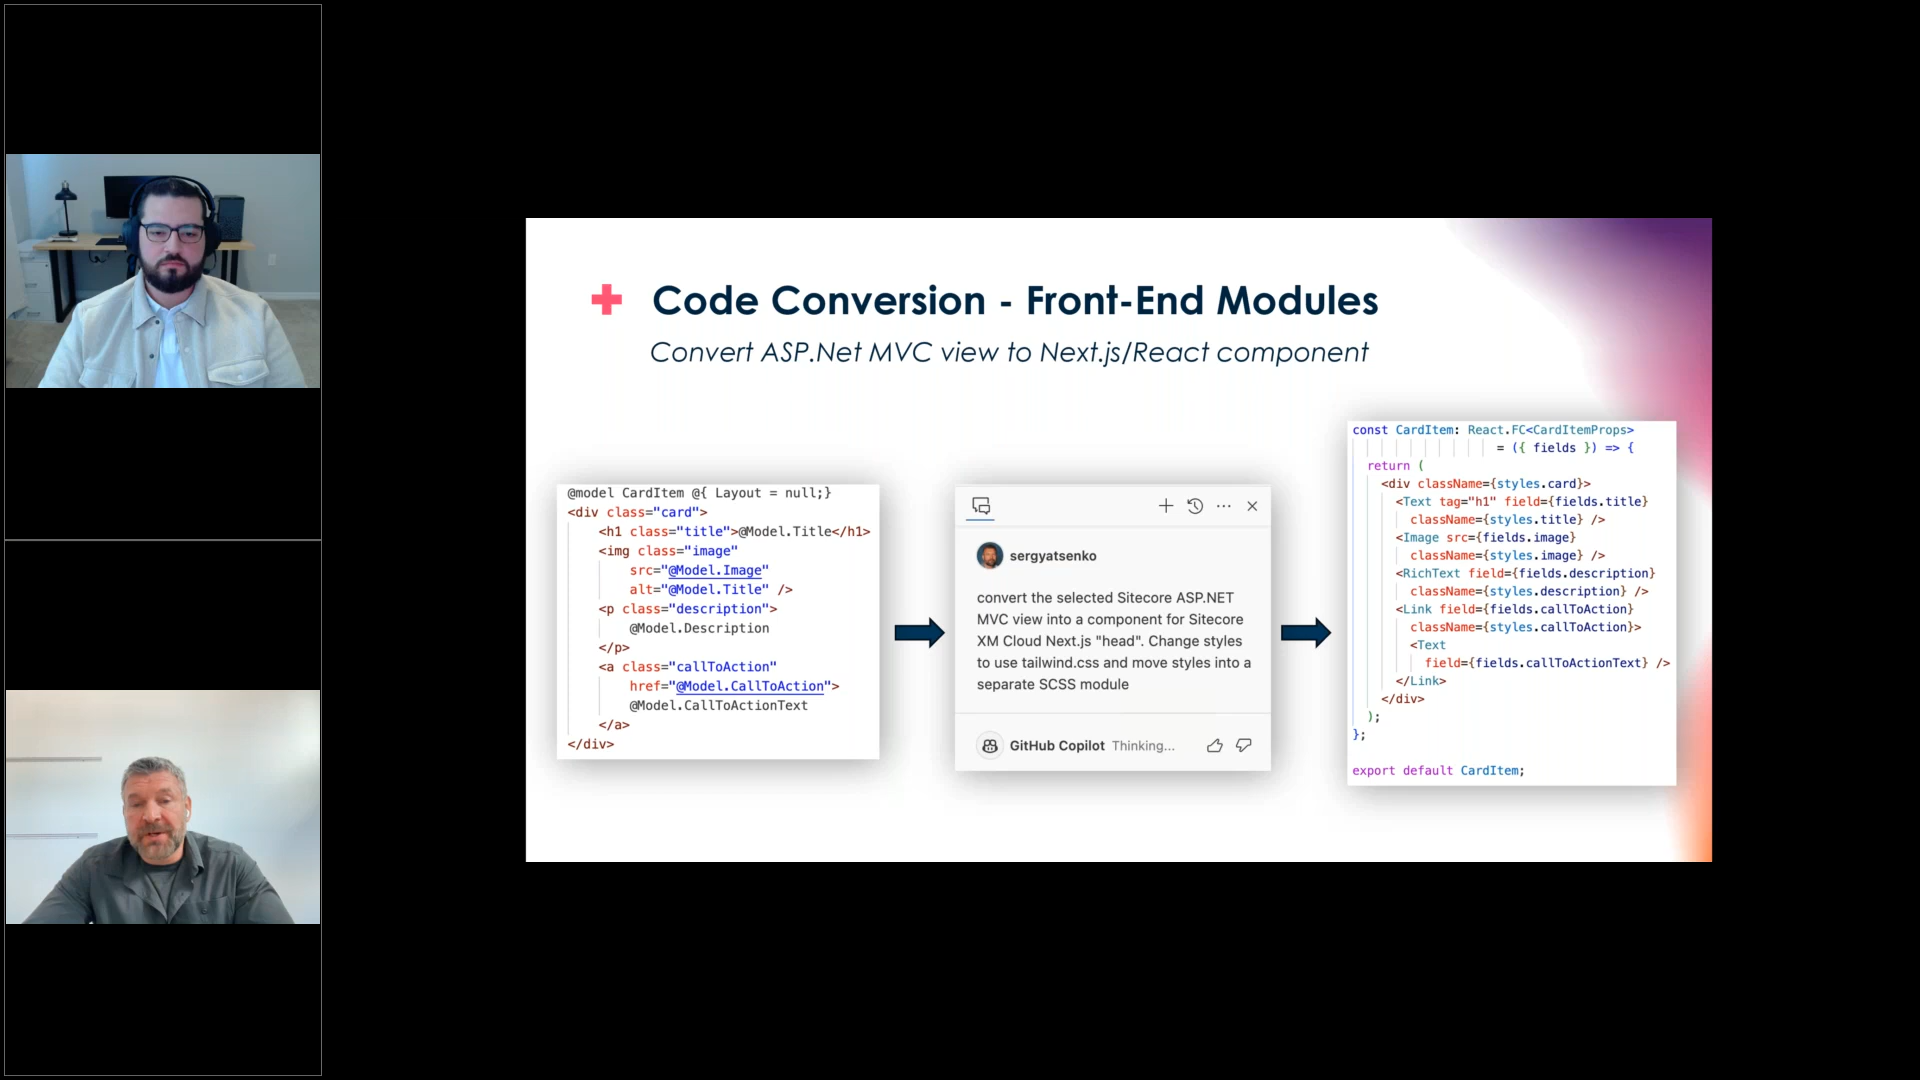 Code Conversion - Front-End Modules
Convert ASP.Net MVC view to Next.js/React component
@model CardItem @{ Layout = null;}
<div class="card">
<h1 class="title">@Model.Title</h1>
<img class="image"
src="@Model.Image"
alt="@Model.Title" />
<p class="description">
@Model.Description
</p>
<a class="callToAction"
href="@Model.CallToAction">
@Model.CallToActionText
</a>
</div>
sergyatsenko
convert the selected Sitecore ASP.NET
MVC view into a component for Sitecore
XM Cloud Next.js "head". Change styles
to use tailwind.css and move styles into a
separate SCSS module
GitHub Copilot Thinking...
const CardItem: React.FC<CardItemProps>
= ({ fields }) => {
return (
<div className={styles.card}>
<Text tag="h1" field={fields.title}
className={styles.title} />
<Image src={fields.image}
className={styles.image} />
<RichText field={fields.description}
className={styles.description} />
<Link field={fields.callToAction}
className={styles.callToAction}>
<Text
field={fields.callToActionText} />
</Link>
</div>
);
};
export default CardItem;